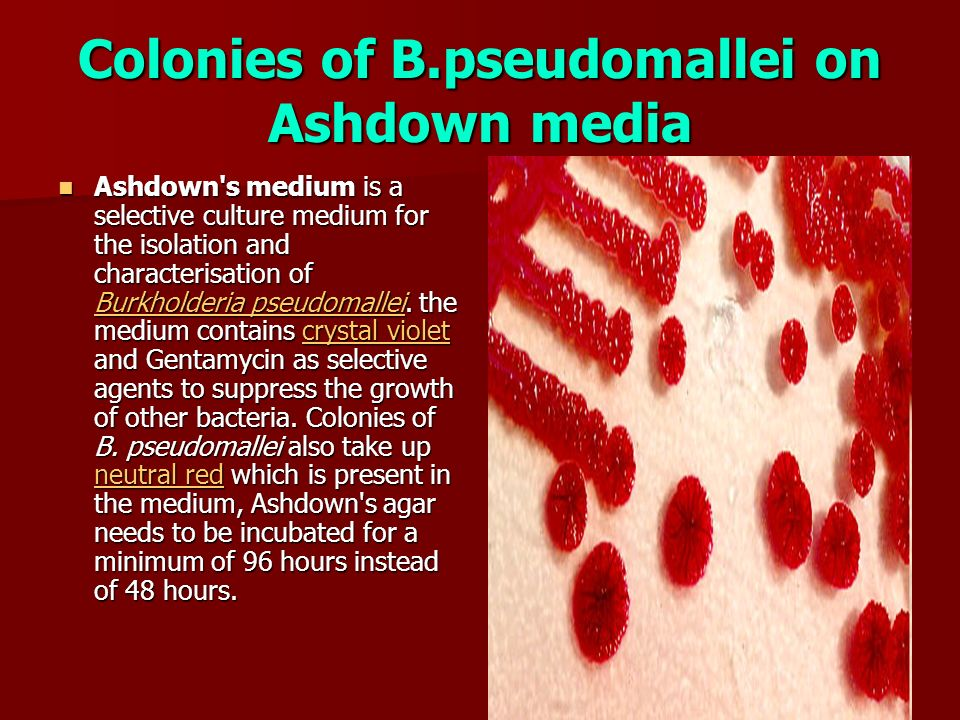 Colonies of B.pseudomallei on
Ashdown media
Ashdown's medium is a
selective culture medium for
the isolation and
characterisation of
Burkholderia pseudomallei. the
medium contains crystal violet
and Gentamycin as selective
agents to suppress the growth
of other bacteria. Colonies of
B. pseudomallei also take up
neutral red which is present in
the medium, Ashdown's agar
needs to be incubated for a
minimum of 96 hours instead
of 48 hours.